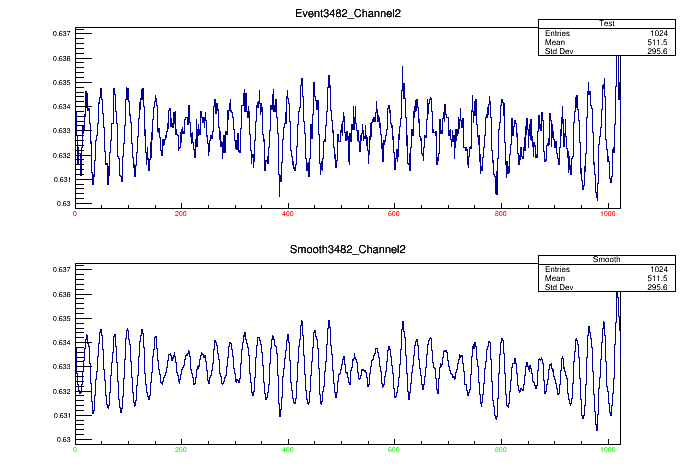 Event3482_Channel2
Test
Entries 1024
Mean 511.5
Std Dev 295.6
0.637
0.636
0.635
0.634
0.633
0.632
0.631
0.63
0 200 400 600 800 1000
Smooth3482_Channel2
Smooth
Entries 1024
Mean 511.5
Std Dev 295.6
0.637
0.636
0.635
0.634
0.633
0.632
0.631
0.63
0 200 400 600 800 1000